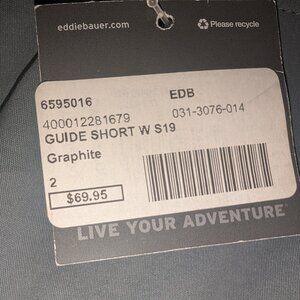 eddiebauer.com Please recycle
6595016 EDB
400012281679 031-3076-014
GUIDE SHORT W S19
Graphite
2
$69.95
LIVE YOUR ADVENTURE